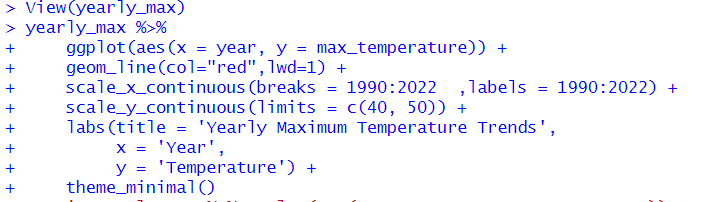 > View(yearly_max)
> yearly_max %>%
+     ggplot(aes(x = year, y = max_temperature)) +
+     geom_line(col="red",lwd=1) +
+     scale_x_continuous(breaks = 1990:2022  ,labels = 1990:2022) +
+     scale_y_continuous(limits = c(40, 50)) +
+     labs(title = 'Yearly Maximum Temperature Trends',
+          x = 'Year',
+          y = 'Temperature') +
+     theme_minimal()